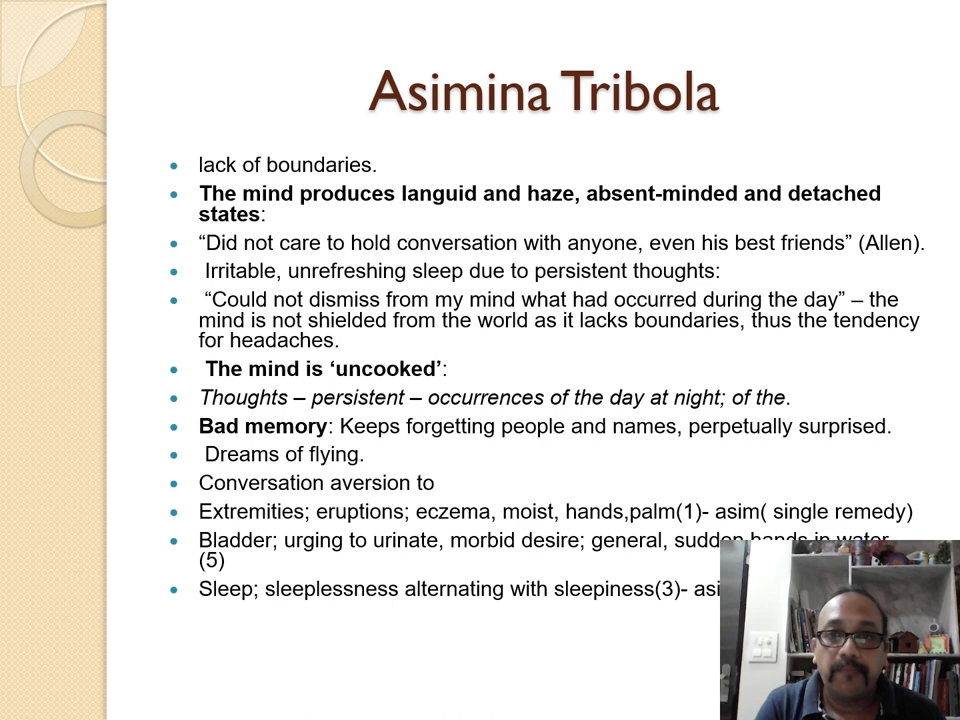 Asimina Tribola
lack of boundaries.
The mind produces languid and haze, absent-minded and detached
states:
“Did not care to hold conversation with anyone, even his best friends” (Allen).
Irritable, unrefreshing sleep due to persistent thoughts:
“Could not dismiss from my mind what had occurred during the day” – the
mind is not shielded from the world as it lacks boundaries, thus the tendency
for headaches.
The mind is ‘uncooked’:
Thoughts – persistent – occurrences of the day at night; of the.
Bad memory: Keeps forgetting people and names, perpetually surprised.
Dreams of flying.
Conversation aversion to
Extremities; eruptions; eczema, moist, hands,palm(1)- asim( single remedy)
Bladder; urging to urinate, morbid desire; general, sudden hands in water
(5)
Sleep; sleeplessness alternating with sleepiness(3)-